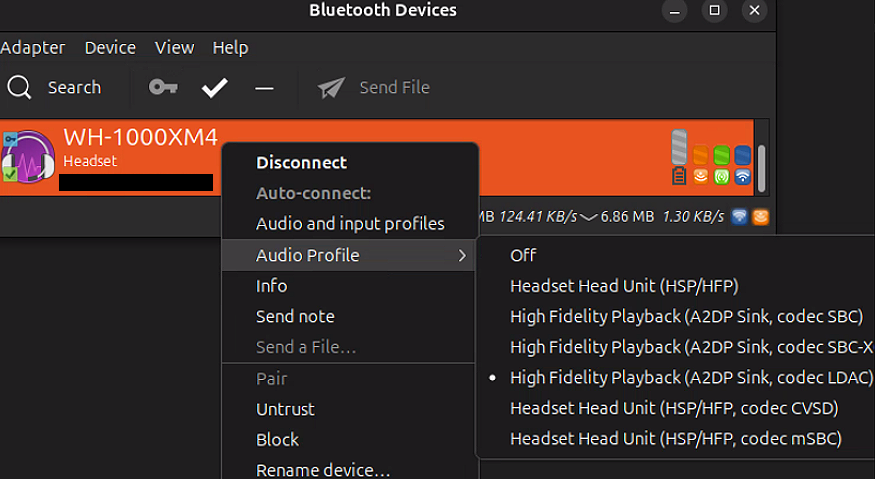 Bluetooth Devices
Adapter Device View Help
Search Send File
WH-1000XM4
Headset
Disconnect
Auto-connect:
Audio and input profiles
MB 124.41 KB/s 6.86 MB 1.30 KB/s
Audio Profile
Off
Info
Headset Head Unit (HSP/HFP)
Send note
High Fidelity Playback (A2DP Sink, codec SBC)
Send a File…
High Fidelity Playback (A2DP Sink, codec SBC-X
Pair
High Fidelity Playback (A2DP Sink, codec LDAC)
Untrust
Headset Head Unit (HSP/HFP, codec CVSD)
Block
Headset Head Unit (HSP/HFP, codec mSBC)
Rename device…